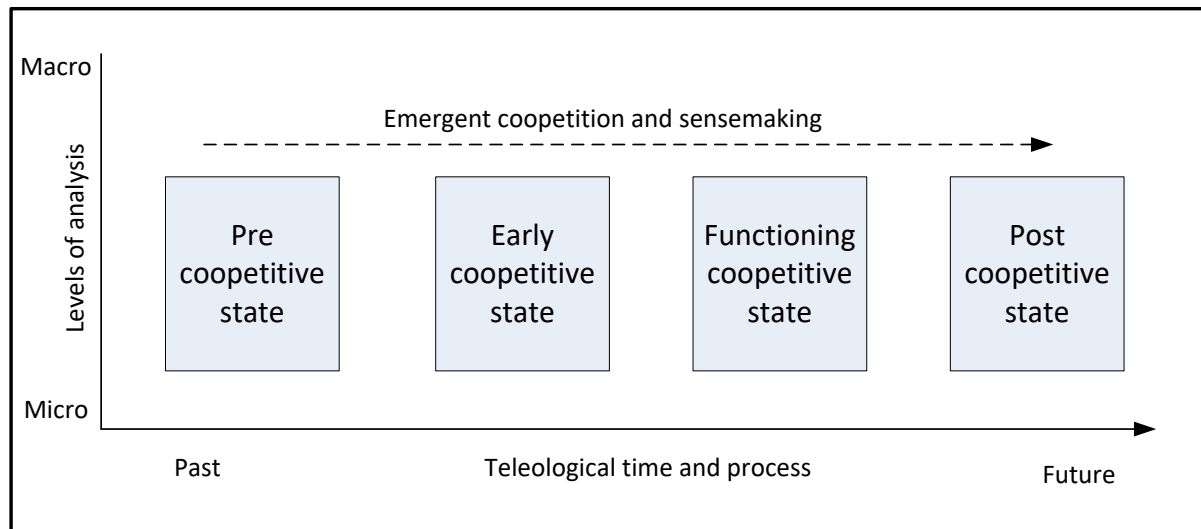 Macro
Levels of analysis
Micro
Emergent coopetition and sensemaking
Pre
coopetitive
state
Early
coopetitive
state
Functioning
coopetitive
state
Post
coopetitive
state
Past
Teleological time and process
Future